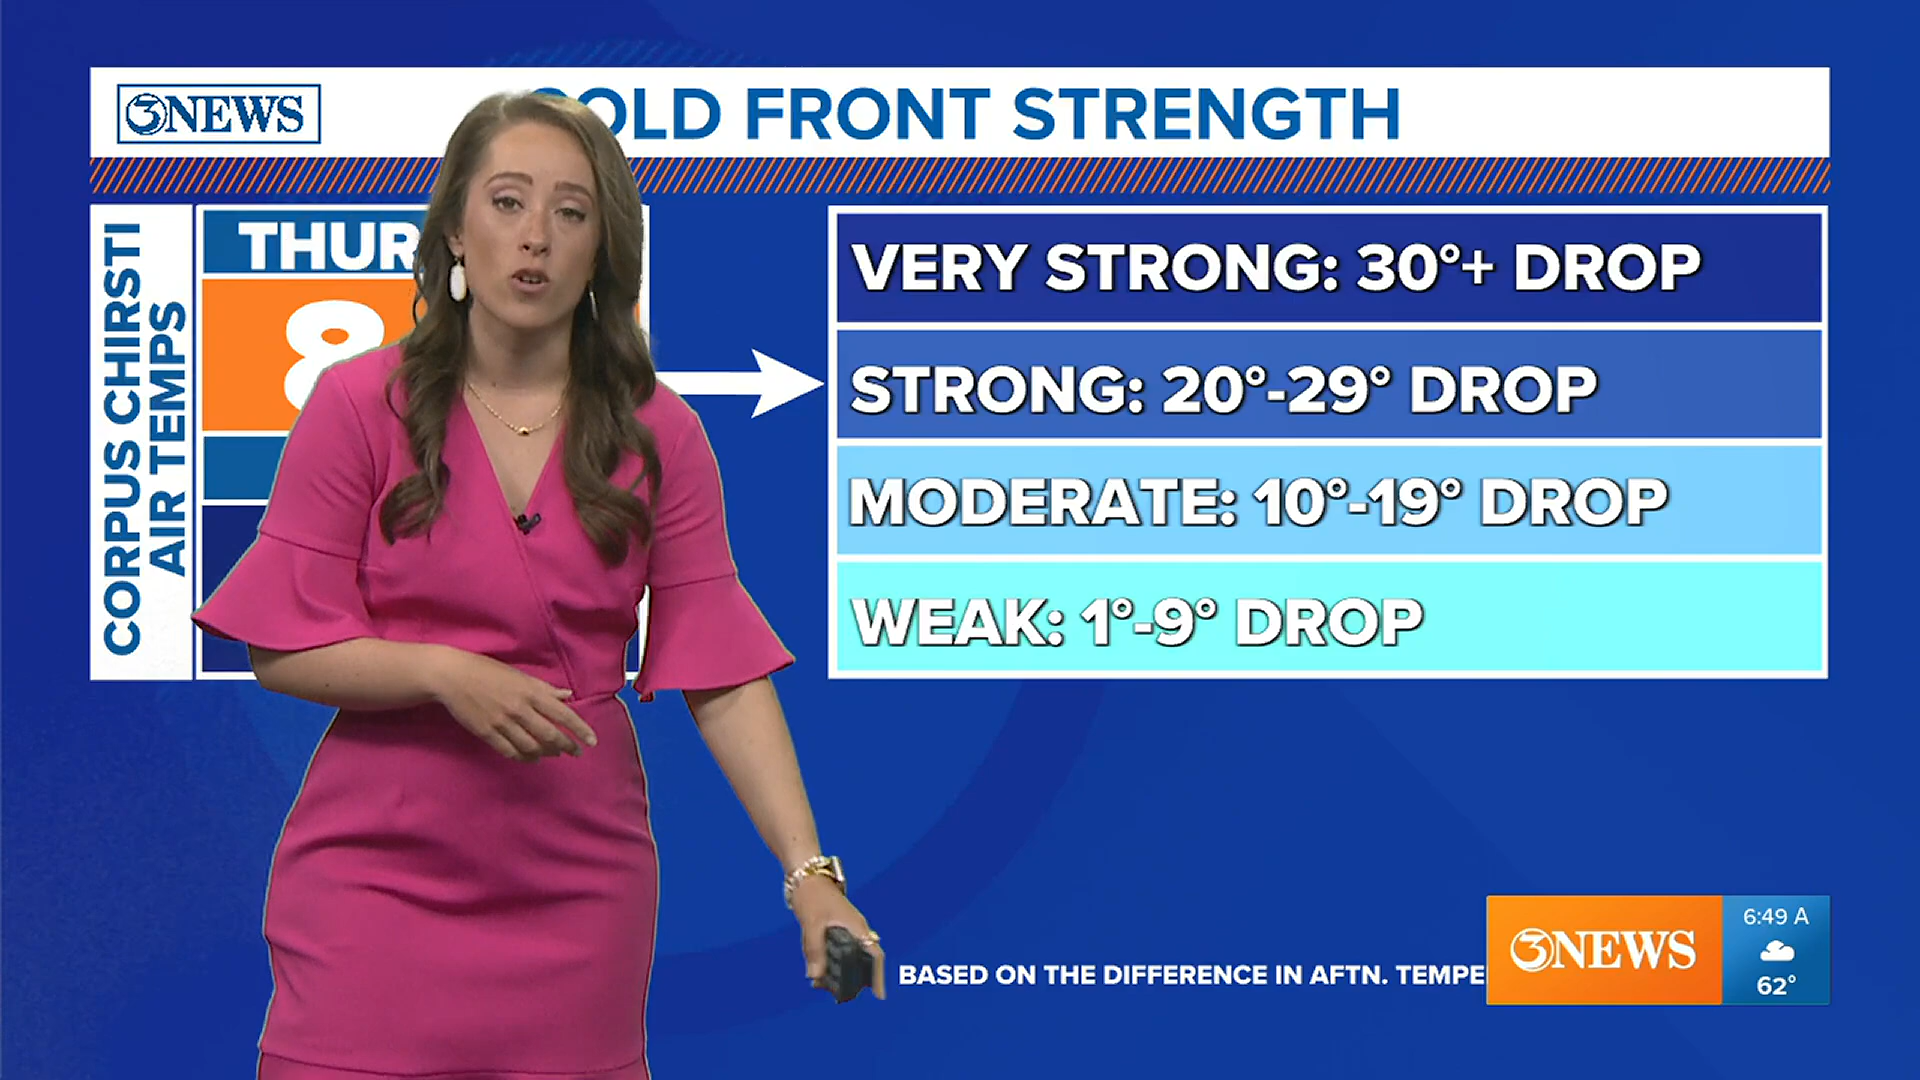 3NEWS
OLD FRONT STRENGTH
CORPUS CHIRSTI
AIR TEMPS
THUR
8
VERY STRONG: 30°+ DROP
STRONG: 20°-29° DROP
MODERATE: 10°-19° DROP
WEAK: 1°-9° DROP
BASED ON THE DIFFERENCE IN AFTN. TEMPE
3NEWS
6:49 A
62°